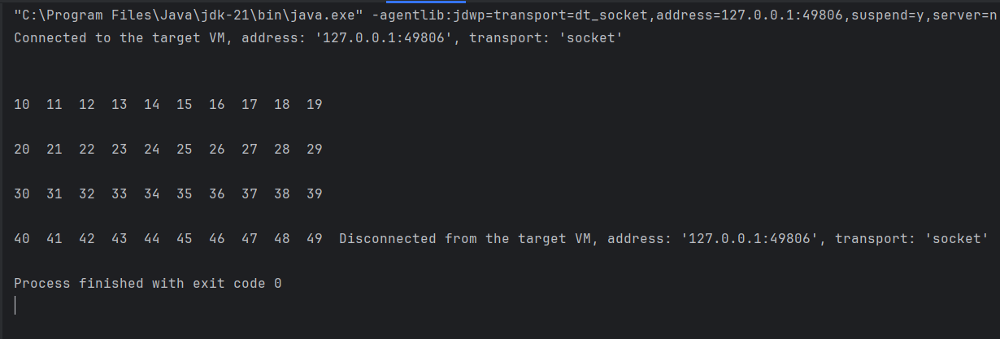 "C:\Program Files\Java\jdk-21\bin\java.exe" -agentlib:jdwp=transport=dt_socket,address=127.0.0.1:49806,suspend=y,server=n
Connected to the target VM, address: '127.0.0.1:49806', transport: 'socket'
10  11  12  13  14  15  16  17  18  19
20  21  22  23  24  25  26  27  28  29
30  31  32  33  34  35  36  37  38  39
40  41  42  43  44  45  46  47  48  49  Disconnected from the target VM, address: '127.0.0.1:49806', transport: 'socket'
Process finished with exit code 0